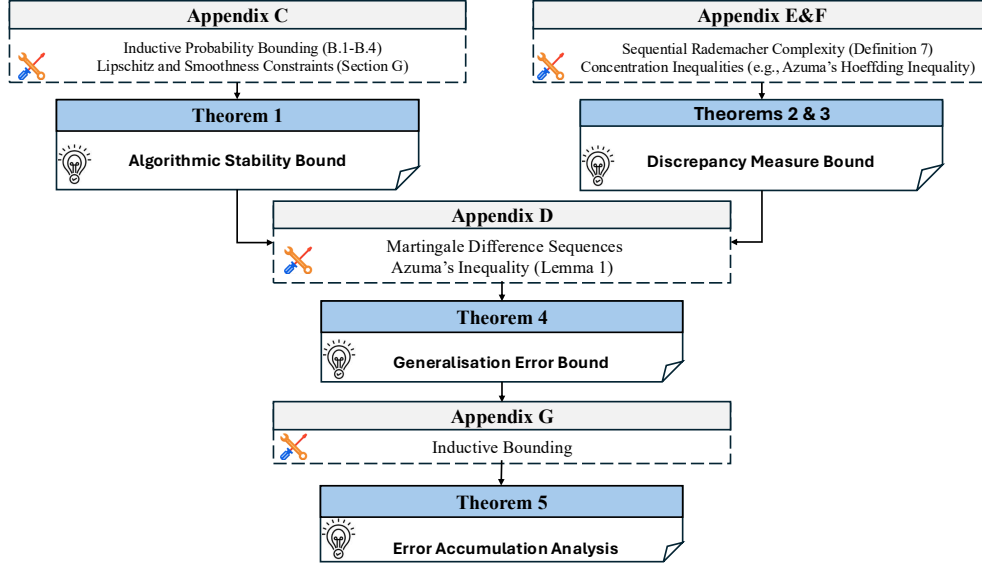 Appendix C
Inductive Probability Bounding (B.1-B.4)
Lipschitz and Smoothness Constraints (Section G)
Theorem 1
Algorithmic Stability Bound
Appendix E&F
Sequential Rademacher Complexity (Definition 7)
Concentration Inequalities (e.g., Azuma's Hoeffding Inequality)
Theorems 2 & 3
Discrepancy Measure Bound
Appendix D
Martingale Difference Sequences
Azuma's Inequality (Lemma 1)
Theorem 4
Generalisation Error Bound
Appendix G
Inductive Bounding
Theorem 5
Error Accumulation Analysis